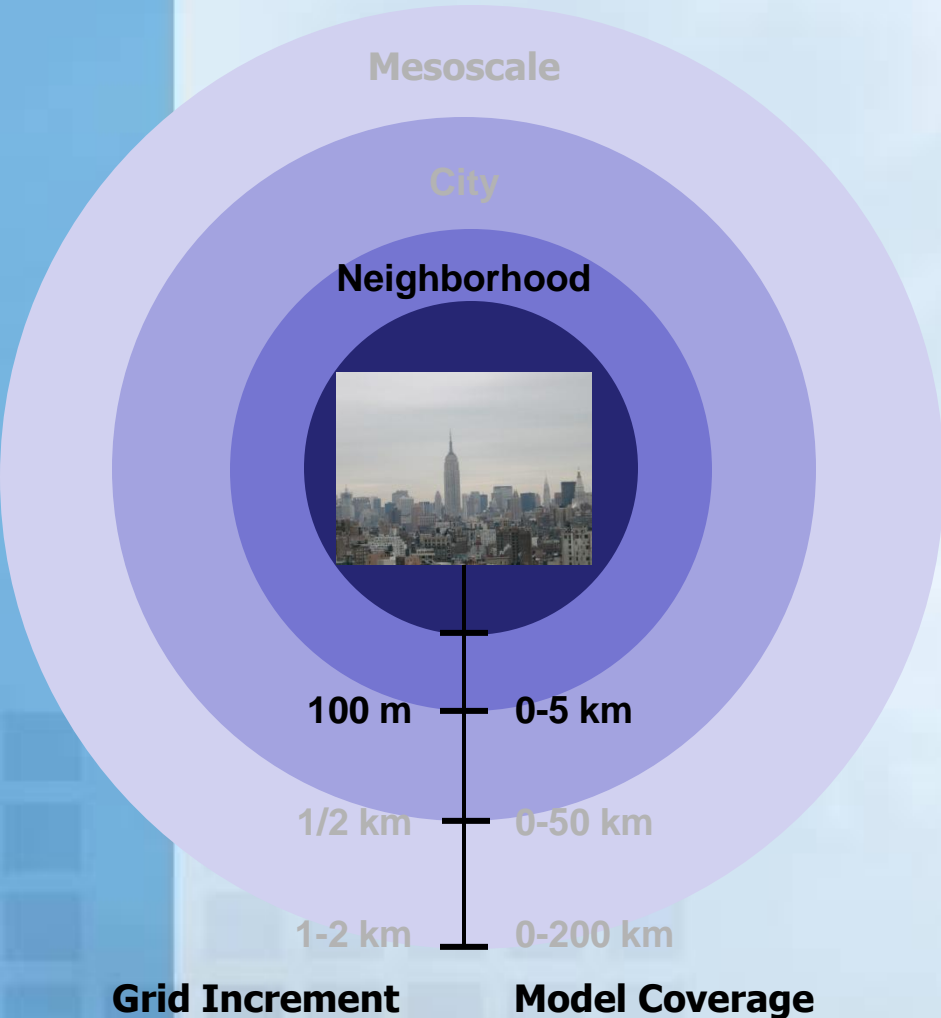 Mesoscale
City
Neighborhood
100 m 0-5 km
1/2 km 0-50 km
1-2 km 0-200 km
Grid Increment Model Coverage